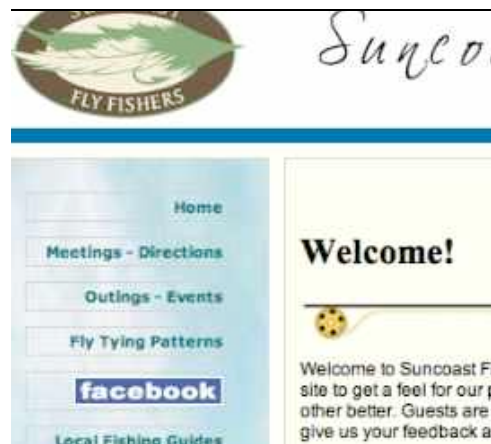 FLY FISHERS
Home
Meetings - Directions
Outings - Events
Fly Tying Patterns
facebook
Local Fishing Guides
Welcome!
Welcome to Suncoast
site to get a feel for our
other better. Guests are
give us your feedback